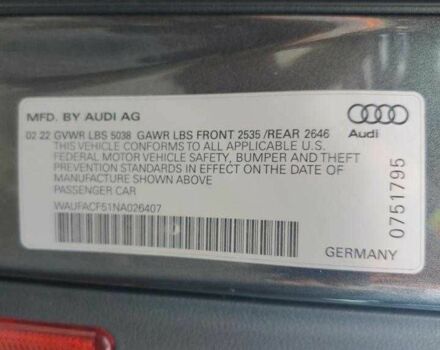 MFD. BY AUDI AG
02 22 GVWR LBS 5038 GAWR LBS FRONT 2535 /REAR 2646
THIS VEHICLE CONFORMS TO ALL APPLICABLE U.S.
FEDERAL MOTOR VEHICLE SAFETY, BUMPER AND THEFT
PREVENTION STANDARDS IN EFFECT ON THE DATE OF
MANUFACTURE SHOWN ABOVE
PASSENGER CAR
WAUFACF51NA026407
Audi
0751795
GERMANY